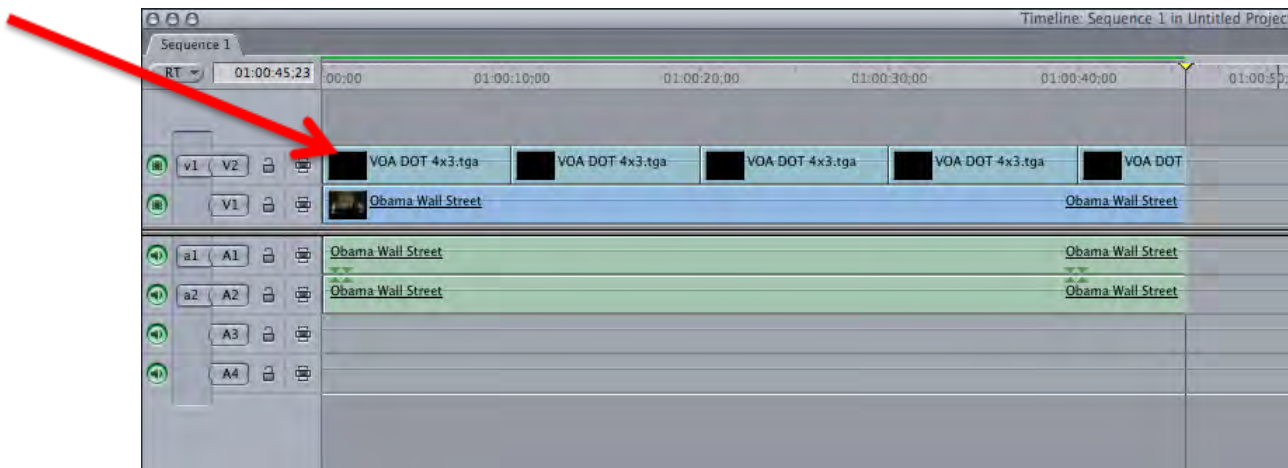 Timeline: Sequence 1 in Untitled Projec
Sequence 1
RT 01:00:45;23 00;00 01:00:10;00 01:00:20;00 01:00:30;00 01:00:40;00 01:00:50;
v1 V2 VOA DOT 4x3.tga VOA DOT 4x3.tga VOA DOT 4x3.tga VOA DOT 4x3.tga VOA DOT
V1 Obama Wall Street Obama Wall Street
a1 A1 Obama Wall Street Obama Wall Street
a2 A2 Obama Wall Street Obama Wall Street
A3
A4